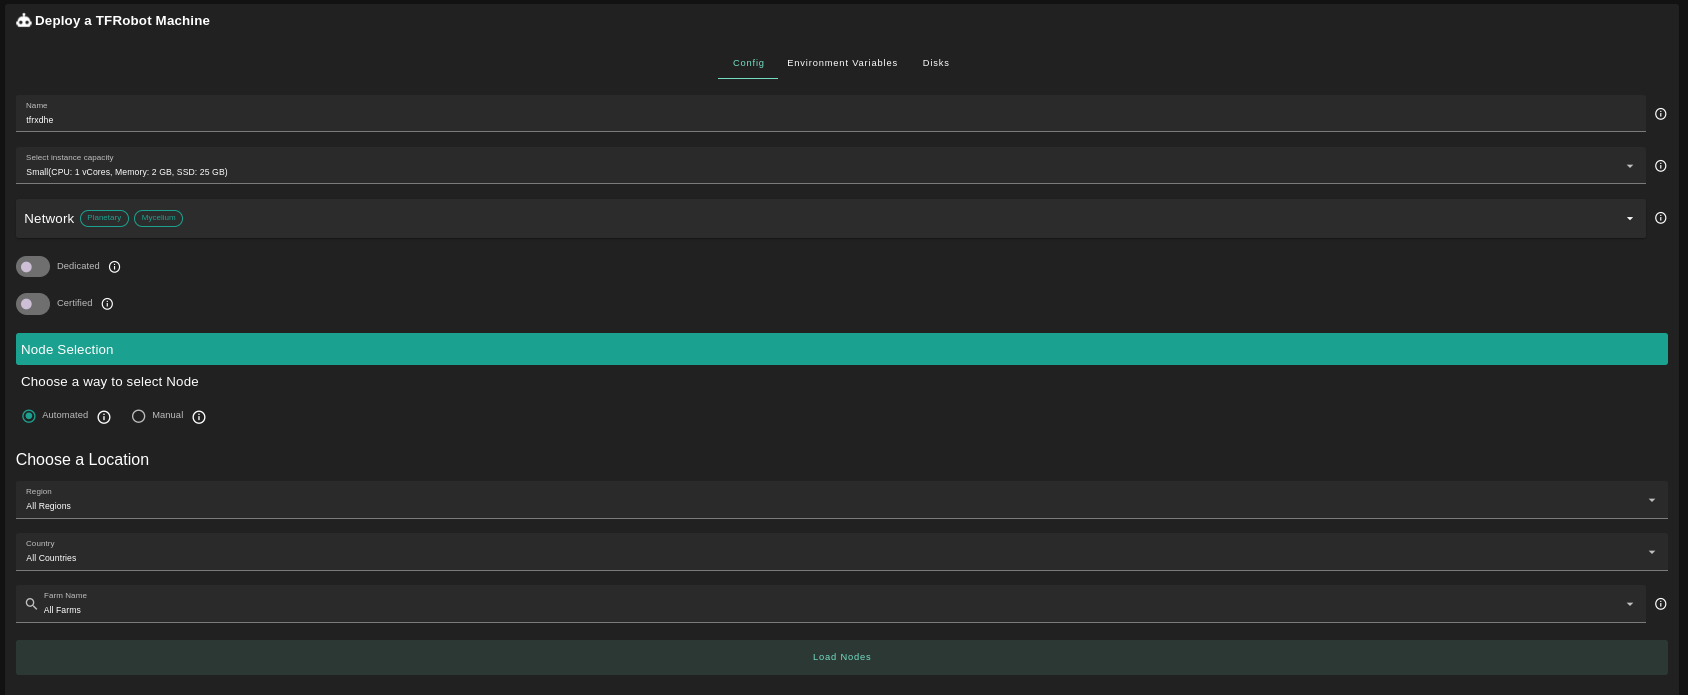 Deploy a TFRobot Machine
Config Environment Variables Disks
Name
tfrxdhe
Select instance capacity
Small(CPU: 1 vCores, Memory: 2 GB, SSD: 25 GB)
Network Planetary Mycelium
Dedicated
Certified
Node Selection
Choose a way to select Node
Automated Manual
Choose a Location
Region
All Regions
Country
All Countries
Farm Name
All Farms
Load Nodes